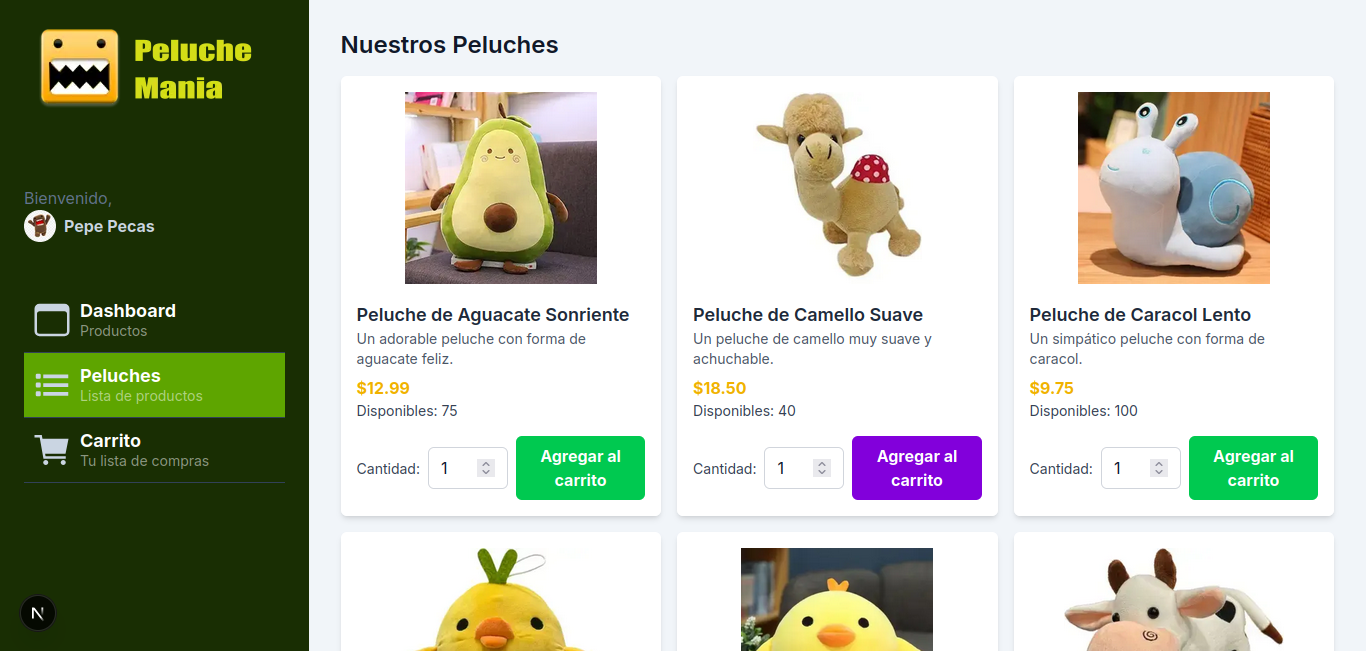 Peluche
Mania
Bienvenido,
Pepe Pecas
Dashboard
Productos
Peluches
Lista de productos
Carrito
Tu lista de compras
N
Nuestros Peluches
Peluche de Aguacate Sonriente
Un adorable peluche con forma de
aguacate feliz.
$12.99
Disponibles: 75
Cantidad:
1
Agregar al
carrito
Peluche de Camello Suave
Un peluche de camello muy suave y
achuchable.
$18.50
Disponibles: 40
Cantidad:
1
Agregar al
carrito
Peluche de Caracol Lento
Un simpático peluche con forma de
caracol.
$9.75
Disponibles: 100
Cantidad:
1
Agregar al
carrito